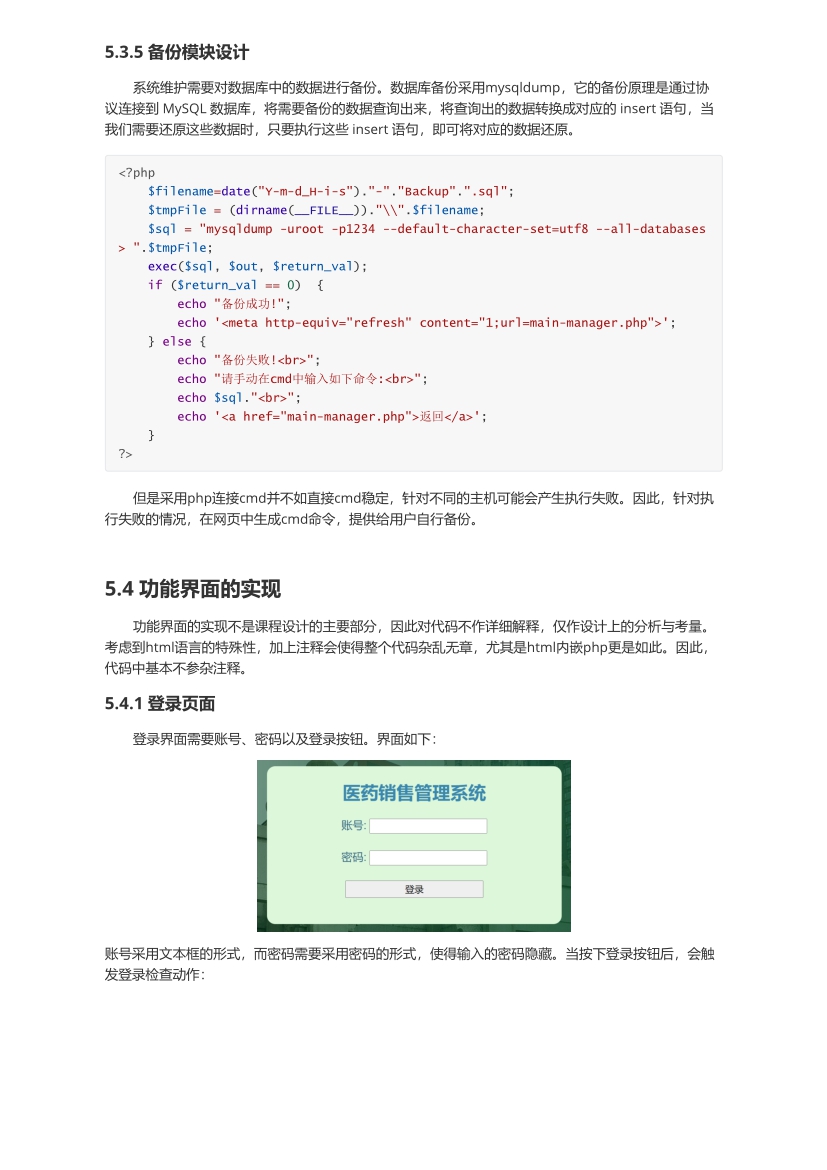 5.3.5 备份模块设计
系统维护需要对数据库中的数据进行备份。数据库备份采用mysqldump，它的备份原理是通过协
议连接到 MySQL 数据库，将需要备份的数据查询出来，将查询出的数据转换成对应的 insert 语句，当
我们需要还原这些数据时，只要执行这些 insert 语句，即可将对应的数据还原。
<?php
    $filename=date("Y-m-d_H-i-s")."-"."Backup".".sql";
    $tmpFile = (dirname(__FILE__))."\\".$filename;
    $sql = "mysqldump -uroot -p1234 --default-character-set=utf8 --all-databases
> ".$tmpFile;
    exec($sql, $out, $return_val);
    if ($return_val == 0)  {
        echo "备份成功!";
        echo '<meta http-equiv="refresh" content="1;url=main-manager.php">';
    } else {
        echo "备份失败!<br>";
        echo "请手动在cmd中输入如下命令:<br>";
        echo $sql."<br>";
        echo '<a href="main-manager.php">返回</a>';
    }
?>
但是采用php连接cmd并不如直接cmd稳定，针对不同的主机可能会产生执行失败。因此，针对执
行失败的情况，在网页中生成cmd命令，提供给用户自行备份。
5.4 功能界面的实现
功能界面的实现不是课程设计的主要部分，因此对代码不作详细解释，仅作设计上的分析与考量。
考虑到html语言的特殊性，加上注释会使得整个代码杂乱无章，尤其是html内嵌php更是如此。因此，
代码中基本不参杂注释。
5.4.1 登录页面
登录界面需要账号、密码以及登录按钮。界面如下：
医药销售管理系统
账号:
密码:
登录
账号采用文本框的形式，而密码需要采用密码的形式，使得输入的密码隐藏。当按下登录按钮后，会触
发登录检查动作：